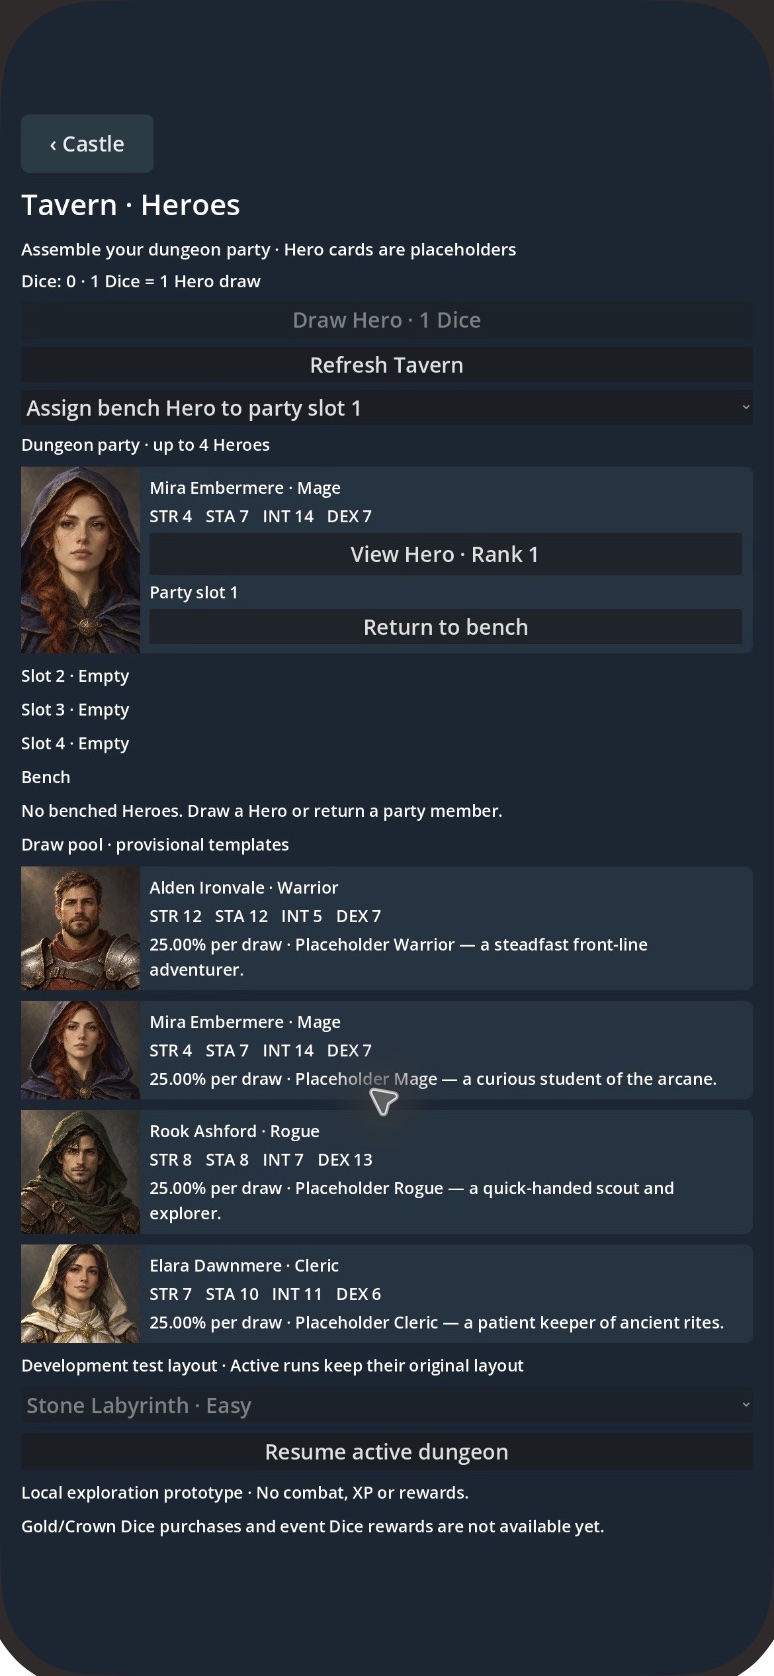 ‹ Castle
Tavern · Heroes
Assemble your dungeon party · Hero cards are placeholders
Dice: 0 · 1 Dice = 1 Hero draw
Draw Hero · 1 Dice
Refresh Tavern
Assign bench Hero to party slot 1
Dungeon party · up to 4 Heroes
Mira Embermere · Mage
STR 4 STA 7 INT 14 DEX 7
View Hero · Rank 1
Party slot 1
Return to bench
Slot 2 · Empty
Slot 3 · Empty
Slot 4 · Empty
Bench
No benched Heroes. Draw a Hero or return a party member.
Draw pool · provisional templates
Alden Ironvale · Warrior
STR 12 STA 12 INT 5 DEX 7
25.00% per draw · Placeholder Warrior — a steadfast front-line
adventurer.
Mira Embermere · Mage
STR 4 STA 7 INT 14 DEX 7
25.00% per draw · Placeholder Mage — a curious student of the arcane.
Rook Ashford · Rogue
STR 8 STA 8 INT 7 DEX 13
25.00% per draw · Placeholder Rogue — a quick-handed scout and
explorer.
Elara Dawnmere · Cleric
STR 7 STA 10 INT 11 DEX 6
25.00% per draw · Placeholder Cleric — a patient keeper of ancient rites.
Development test layout · Active runs keep their original layout
Stone Labyrinth · Easy
Resume active dungeon
Local exploration prototype · No combat, XP or rewards.
Gold/Crown Dice purchases and event Dice rewards are not available yet.